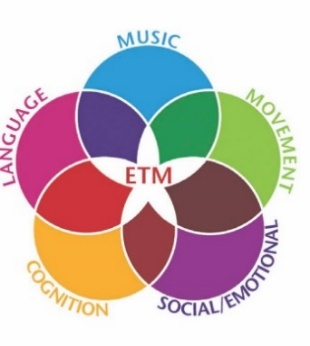 MUSIC
LANGUAGE
MOVEMENT
ETM
COGNITION
SOCIAL/EMOTIONAL